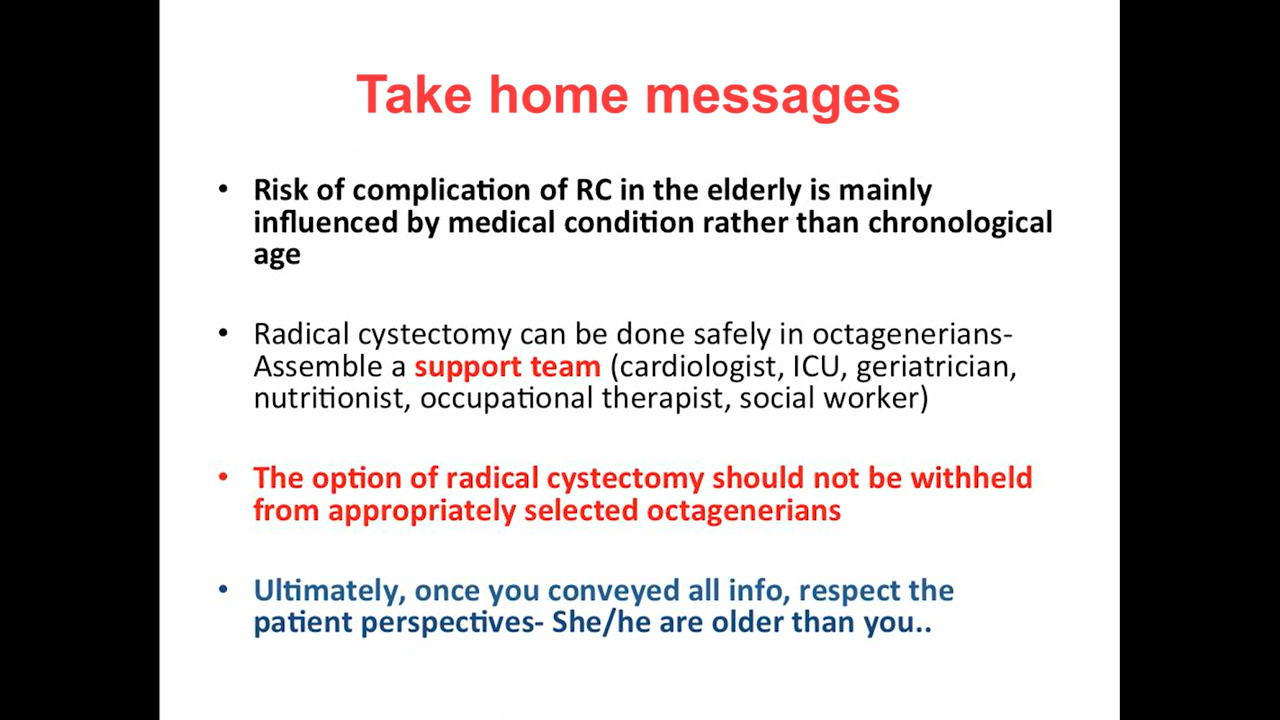 Take home messages
• Risk of complication of RC in the elderly is mainly
influenced by medical condition rather than chronological
age
• Radical cystectomy can be done safely in octagenerians-
Assemble a support team (cardiologist, ICU, geriatrician,
nutritionist, occupational therapist, social worker)
• The option of radical cystectomy should not be withheld
from appropriately selected octagenerians
• Ultimately, once you conveyed all info, respect the
patient perspectives- She/he are older than you..